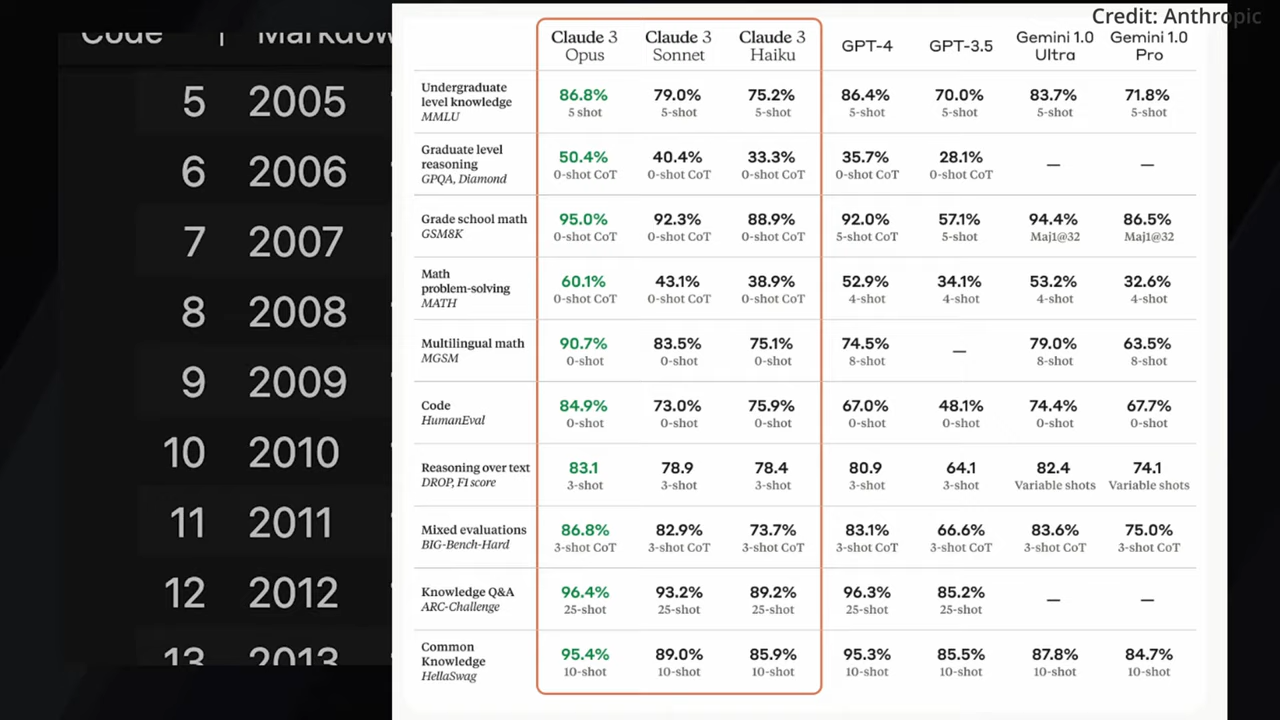 Credit: Anthropic
Code | Markdow
5 2005
6 2006
7 2007
8 2008
9 2009
10 2010
11 2011
12 2012
13 2013
Claude 3 Opus
Claude 3 Sonnet
Claude 3 Haiku
GPT-4
GPT-3.5
Gemini 1.0 Ultra
Gemini 1.0 Pro
Undergraduate
level knowledge
MMLU
86.8% 79.0% 75.2% 86.4% 70.0% 83.7% 71.8%
5 shot 5-shot 5-shot 5-shot 5-shot 5-shot 5-shot
Graduate level
reasoning
GPQA, Diamond
50.4% 40.4% 33.3% 35.7% 28.1% — —
0-shot CoT 0-shot CoT 0-shot CoT 0-shot CoT 0-shot CoT
Grade school math
GSM8K
95.0% 92.3% 88.9% 92.0% 57.1% 94.4% 86.5%
0-shot CoT 0-shot CoT 0-shot CoT 5-shot CoT 5-shot Maj1@32 Maj1@32
Math
problem-solving
MATH
60.1% 43.1% 38.9% 52.9% 34.1% 53.2% 32.6%
0-shot CoT 0-shot CoT 0-shot CoT 4-shot 4-shot 4-shot 4-shot
Multilingual math
MGSM
90.7% 83.5% 75.1% 74.5% — 79.0% 63.5%
0-shot 0-shot 0-shot 8-shot 8-shot 8-shot
Code
HumanEval
84.9% 73.0% 75.9% 67.0% 48.1% 74.4% 67.7%
0-shot 0-shot 0-shot 0-shot 0-shot 0-shot 0-shot
Reasoning over text
DROP, F1 score
83.1 78.9 78.4 80.9 64.1 82.4 74.1
3-shot 3-shot 3-shot 3-shot 3-shot Variable shots Variable shots
Mixed evaluations
BIG-Bench-Hard
86.8% 82.9% 73.7% 83.1% 66.6% 83.6% 75.0%
3-shot CoT 3-shot CoT 3-shot CoT 3-shot CoT 3-shot CoT 3-shot CoT 3-shot CoT
Knowledge Q&A
ARC-Challenge
96.4% 93.2% 89.2% 96.3% 85.2% — —
25-shot 25-shot 25-shot 25-shot 25-shot
Common
Knowledge
HellaSwag
95.4% 89.0% 85.9% 95.3% 85.5% 87.8% 84.7%
10-shot 10-shot 10-shot 10-shot 10-shot 10-shot 10-shot